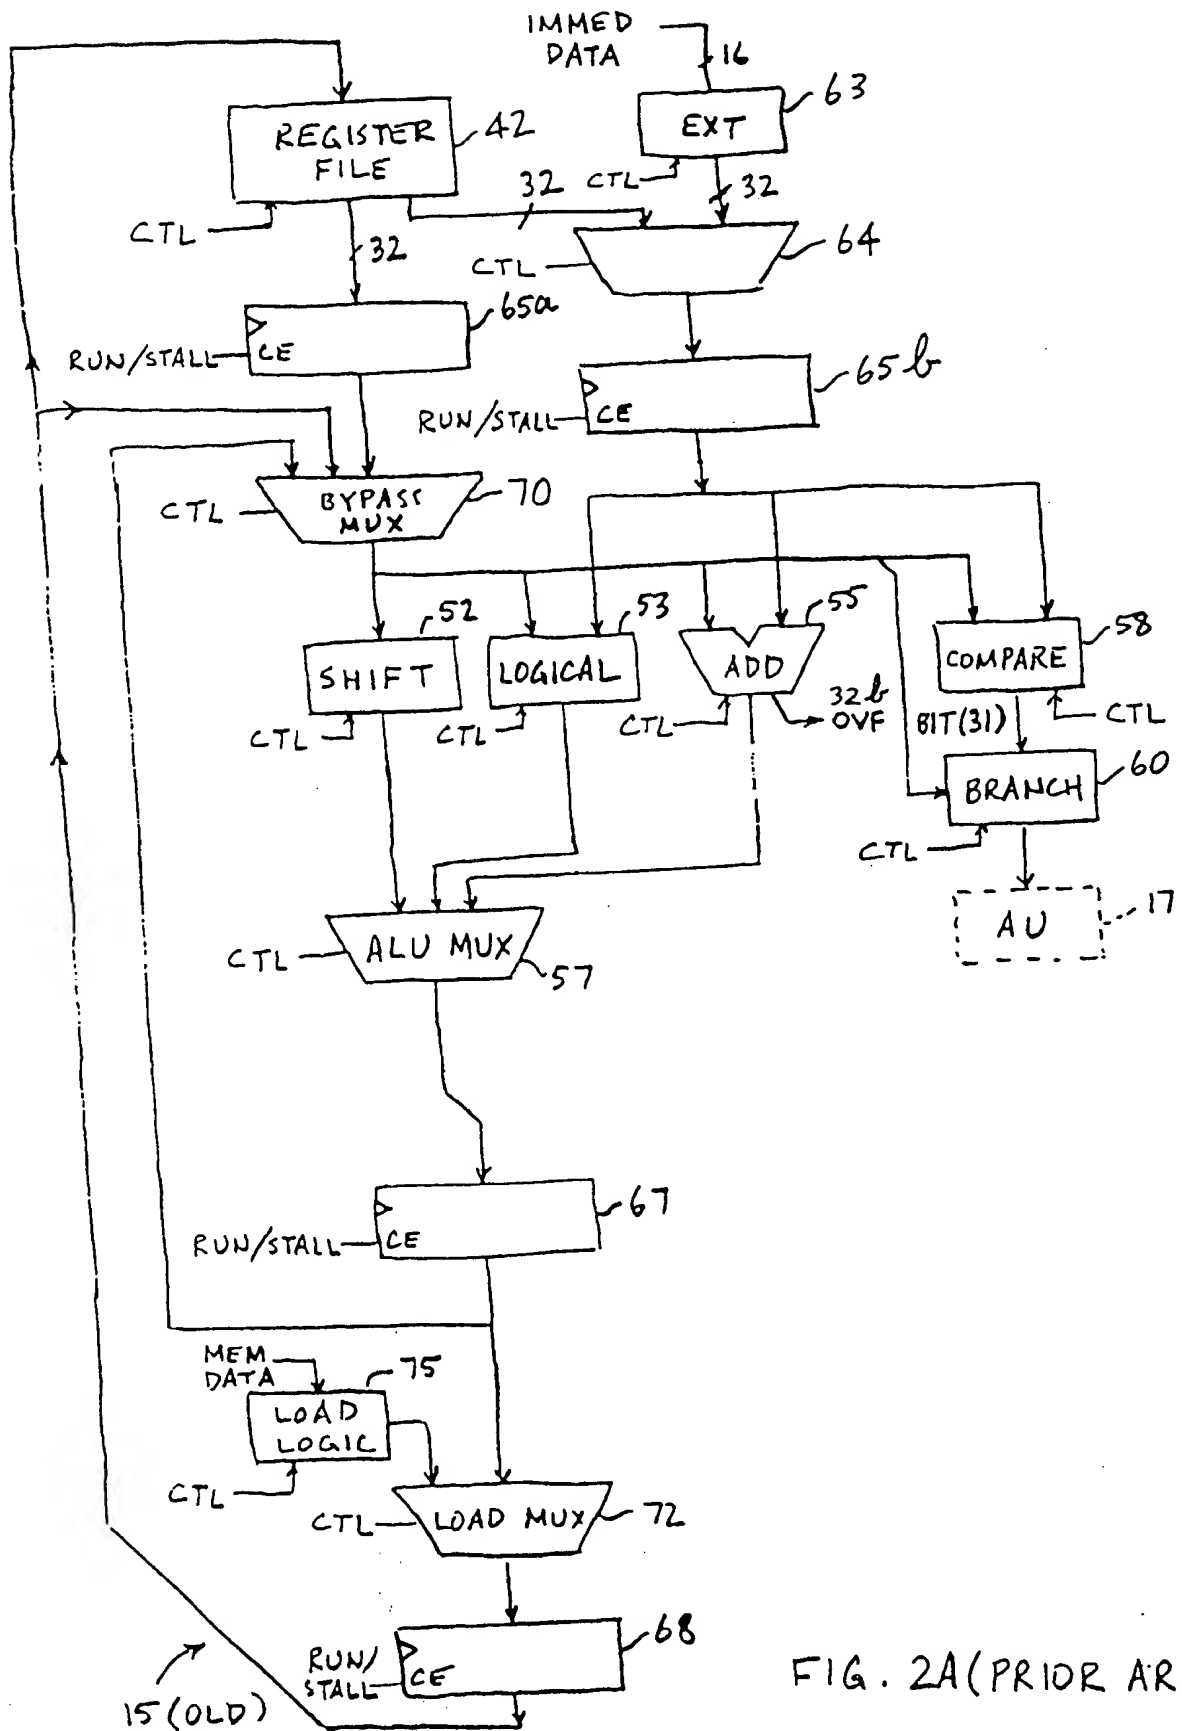 IMMED
DATA
16
63
EXT
REGISTER
FILE
42
CTL
32
32
CTL
32
64
CTL
65a
CE
RUN/STALL
65b
CE
RUN/STALL
BYPASS
MUX
70
CTL
52
SHIFT
CTL
53
LOGICAL
CTL
55
ADD
CTL
32b
OVF
58
COMPARE
BIT(31)
CTL
BRANCH
60
CTL
AU
17
ALU MUX
CTL
57
67
CE
RUN/STALL
MEM
DATA
75
LOAD
LOGIC
CTL
LOAD MUX
72
CTL
68
RUN/
STALL
CE
15 (OLD)
FIG. 2A (PRIOR AR